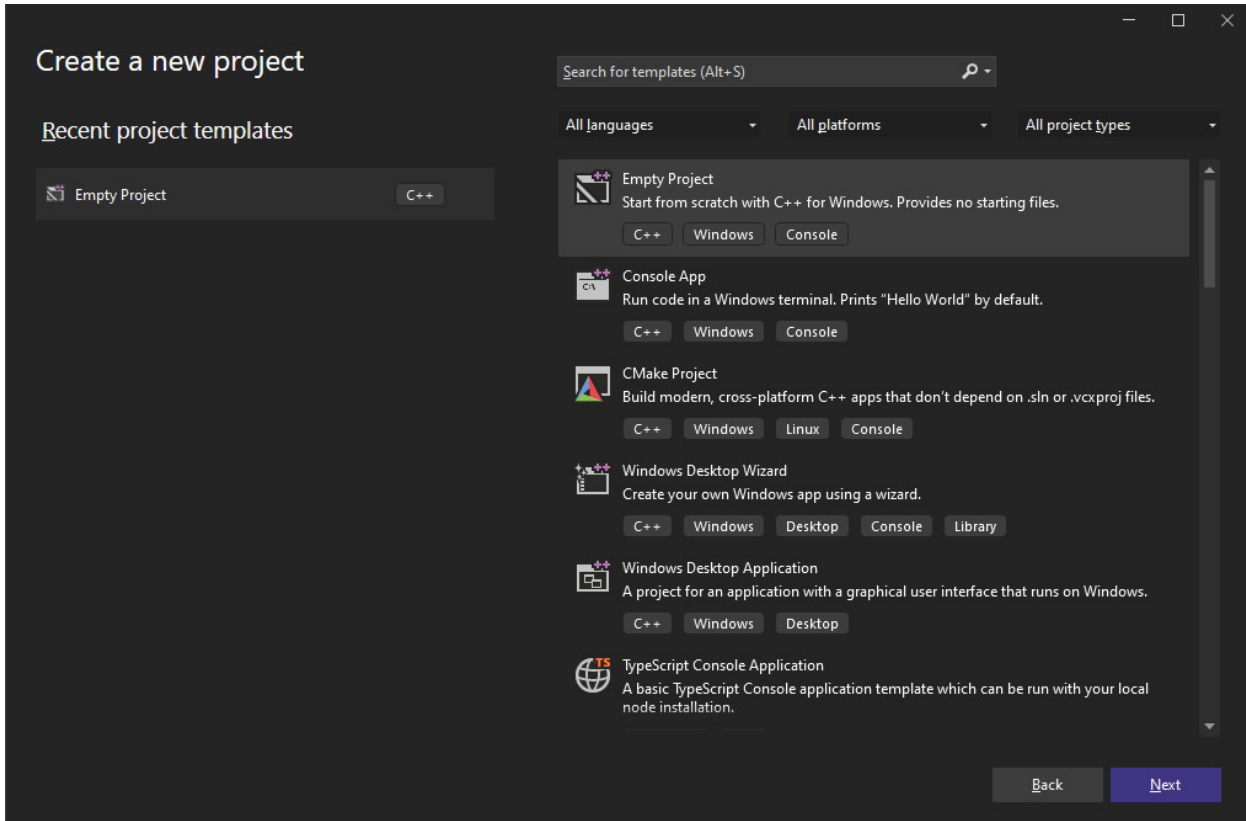 Create a new project
Search for templates (Alt+S)
Recent project templates
All languages
All platforms
All project types
Empty Project
C++
Empty Project
Start from scratch with C++ for Windows. Provides no starting files.
C++ Windows Console
Console App
Run code in a Windows terminal. Prints “Hello World” by default.
C++ Windows Console
CMake Project
Build modern, cross-platform C++ apps that don’t depend on .sln or .vcxproj files.
C++ Windows Linux Console
Windows Desktop Wizard
Create your own Windows app using a wizard.
C++ Windows Desktop Console Library
Windows Desktop Application
A project for an application with a graphical user interface that runs on Windows.
C++ Windows Desktop
TS
TypeScript Console Application
A basic TypeScript Console application template which can be run with your local
node installation.
Back
Next